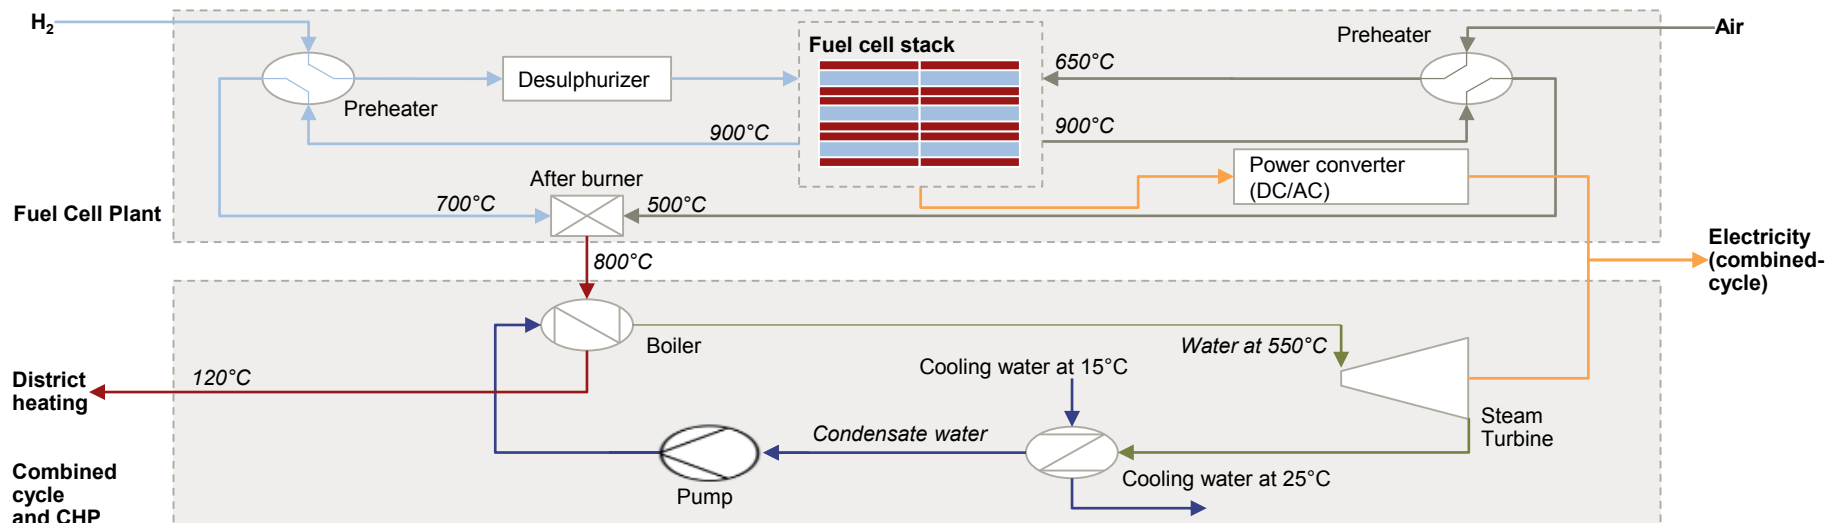 H2
Air
Fuel cell stack
Preheater
650°C
Desulphurizer
Preheater
900°C
900°C
Power converter
(DC/AC)
After burner
700°C
500°C
Fuel Cell Plant
800°C
Electricity
(combined-
cycle)
Boiler
Water at 550°C
Cooling water at 15°C
120°C
District
heating
Steam
Turbine
Condensate water
Cooling water at 25°C
Pump
Combined
cycle
and CHP